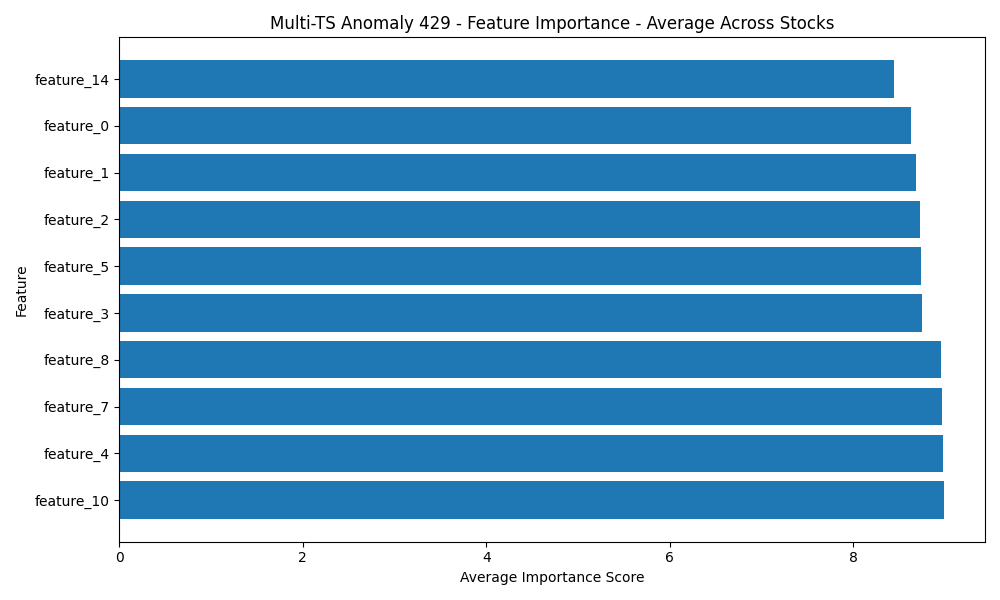 Multi-TS Anomaly 429 - Feature Importance - Average Across Stocks
feature_14
feature_0
feature_1
feature_2
feature_5
feature_3
feature_8
feature_7
feature_4
feature_10
Feature
0 2 4 6 8
Average Importance Score